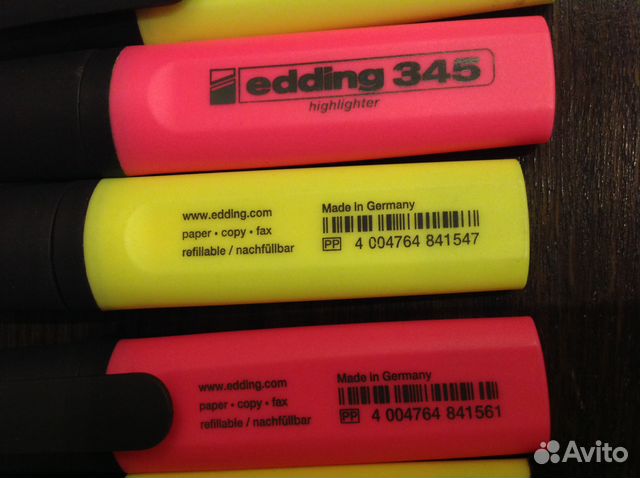 edding 345
highlighter
www.edding.com
paper • copy • fax
refillable / nachfüllbar
Made in Germany
PP 4 004764 841547
www.edding.com
paper • copy • fax
refillable / nachfüllbar
Made in Germany
PP 4 004764 841561
Avito